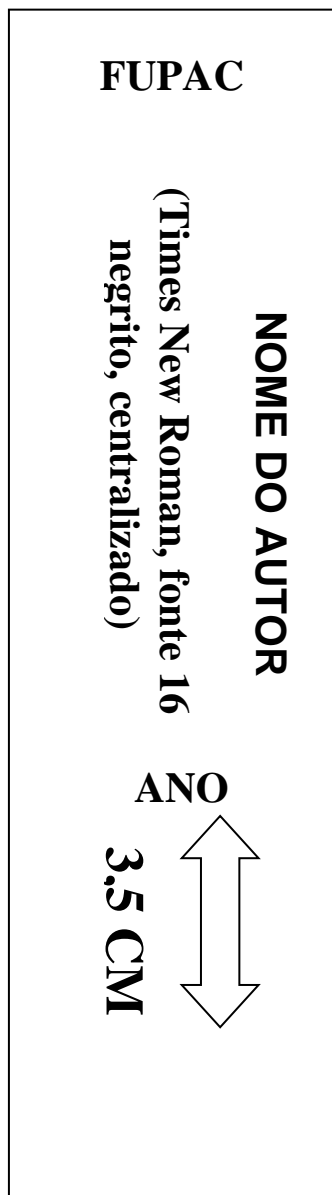 FUPAC
NOME DO AUTOR
(Times New Roman, fonte 16
negrito, centralizado)
ANO
3,5 CM